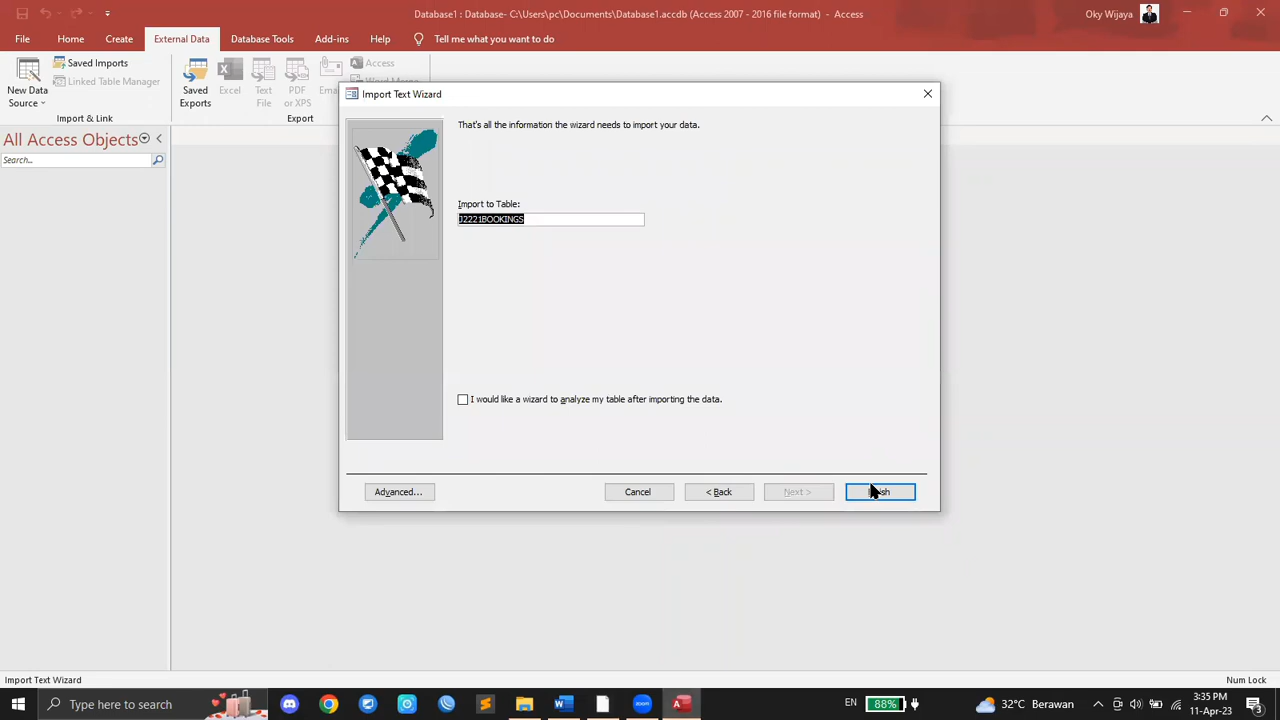 Database1 : Database- C:\Users\pc\Documents\Database1.accdb (Access 2007 - 2016 file format) - Access
Oky Wijaya
File Home Create External Data Database Tools Add-ins Help Tell me what you want to do
New Data Source
Saved Imports
Linked Table Manager
Import & Link
Saved Exports
Excel
Text File
PDF or XPS
Access
Export
All Access Objects
Search...
Import Text Wizard
That's all the information the wizard needs to import your data.
Import to Table:
J2221BOOKINGS
I would like a wizard to analyze my table after importing the data.
Advanced...
Cancel
< Back
Next >
Import Text Wizard
Num Lock
Type here to search
EN
88%
32°C Berawan
3:35 PM
11-Apr-23
3